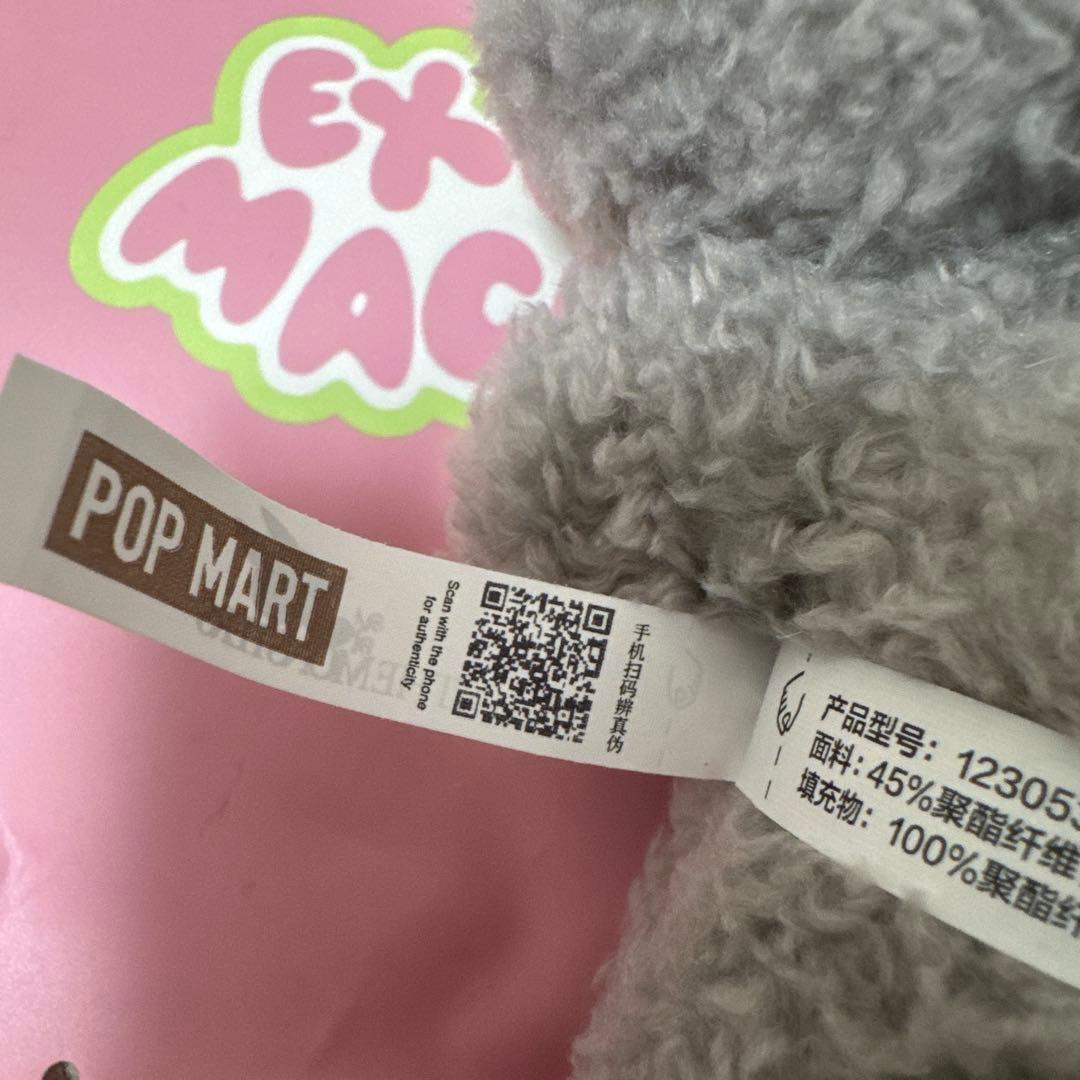 EX
MAC
POP MART
Scan with the phone
for authenticity
手机扫码辨真伪
产品型号：123053
面料：45%聚酯纤维
填充物：100%聚酯纤